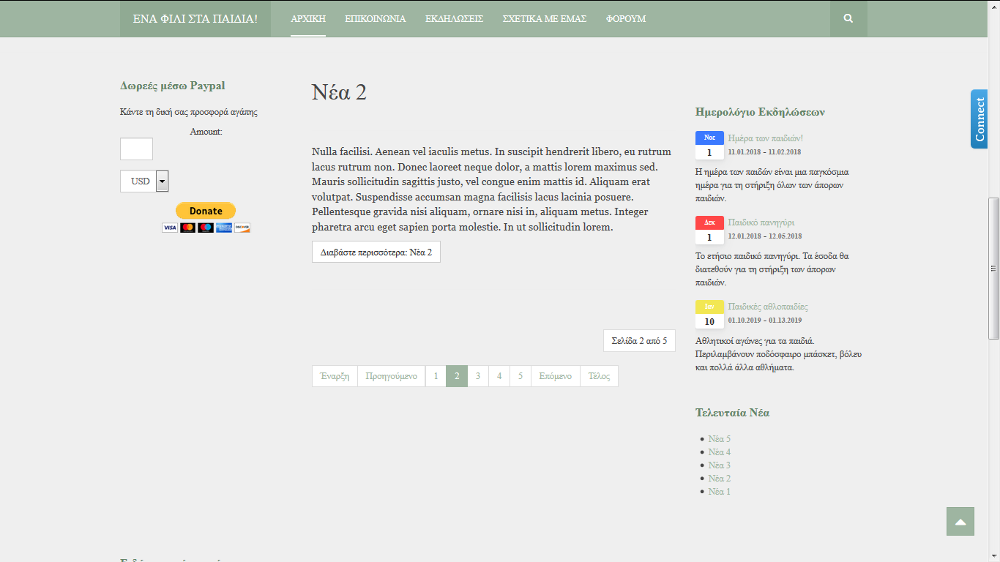 ΕΝΑ ΦΙΛΙ ΣΤΑ ΠΑΙΔΙΑ! ΑΡΧΙΚΗ ΕΠΙΚΟΙΝΩΝΙΑ ΕΚΔΗΛΩΣΕΙΣ ΣΧΕΤΙΚΑ ΜΕ ΕΜΑΣ ΦΟΡΟΥΜ
Δωρεές μέσω Paypal
Κάντε τη δική σας προσφορά αγάπης
Amount:
USD
Donate
VISA
DISCOVER
Νέα 2
Nulla facilisi. Aenean vel iaculis metus. In suscipit hendrerit libero, eu rutrum
lacus rutrum non. Donec laoreet neque dolor, a mattis lorem maximus sed.
Mauris sollicitudin sagittis justo, vel congue enim mattis id. Aliquam erat
volutpat. Suspendisse accumsan magna facilisis lacus lacinia posuere.
Pellentesque gravida nisi aliquam, ornare nisi in, aliquam metus. Integer
pharetra arcu eget sapien porta molestie. In ut sollicitudin lorem.
Διαβάστε περισσότερα: Νέα 2
Σελίδα 2 από 5
Έναρξη Προηγούμενο 1 2 3 4 5 Επόμενο Τέλος
Ημερολόγιο Εκδηλώσεων
Νοε
1
Ημέρα των παιδιών!
11.01.2018 - 11.02.2018
Η ημέρα των παιδών είναι μια παγκόσμια
ημέρα για τη στήριξη όλων των άπορων
παιδιών.
Δεκ
1
Παιδικό πανηγύρι
12.01.2018 - 12.05.2018
Το ετήσιο παιδικό πανηγύρι. Τα έσοδα θα
διατεθούν για τη στήριξη των άπορων
παιδιών.
Ιαν
10
Παιδικές αθλοπαιδίες
01.10.2019 - 01.13.2019
Αθλητικοί αγώνες για τα παιδιά.
Περιλαμβάνουν ποδόσφαιρο μπάσκετ, βόλευ
και πολλά άλλα αθλήματα.
Τελευταία Νέα
Νέα 5
Νέα 4
Νέα 3
Νέα 2
Νέα 1
Connect